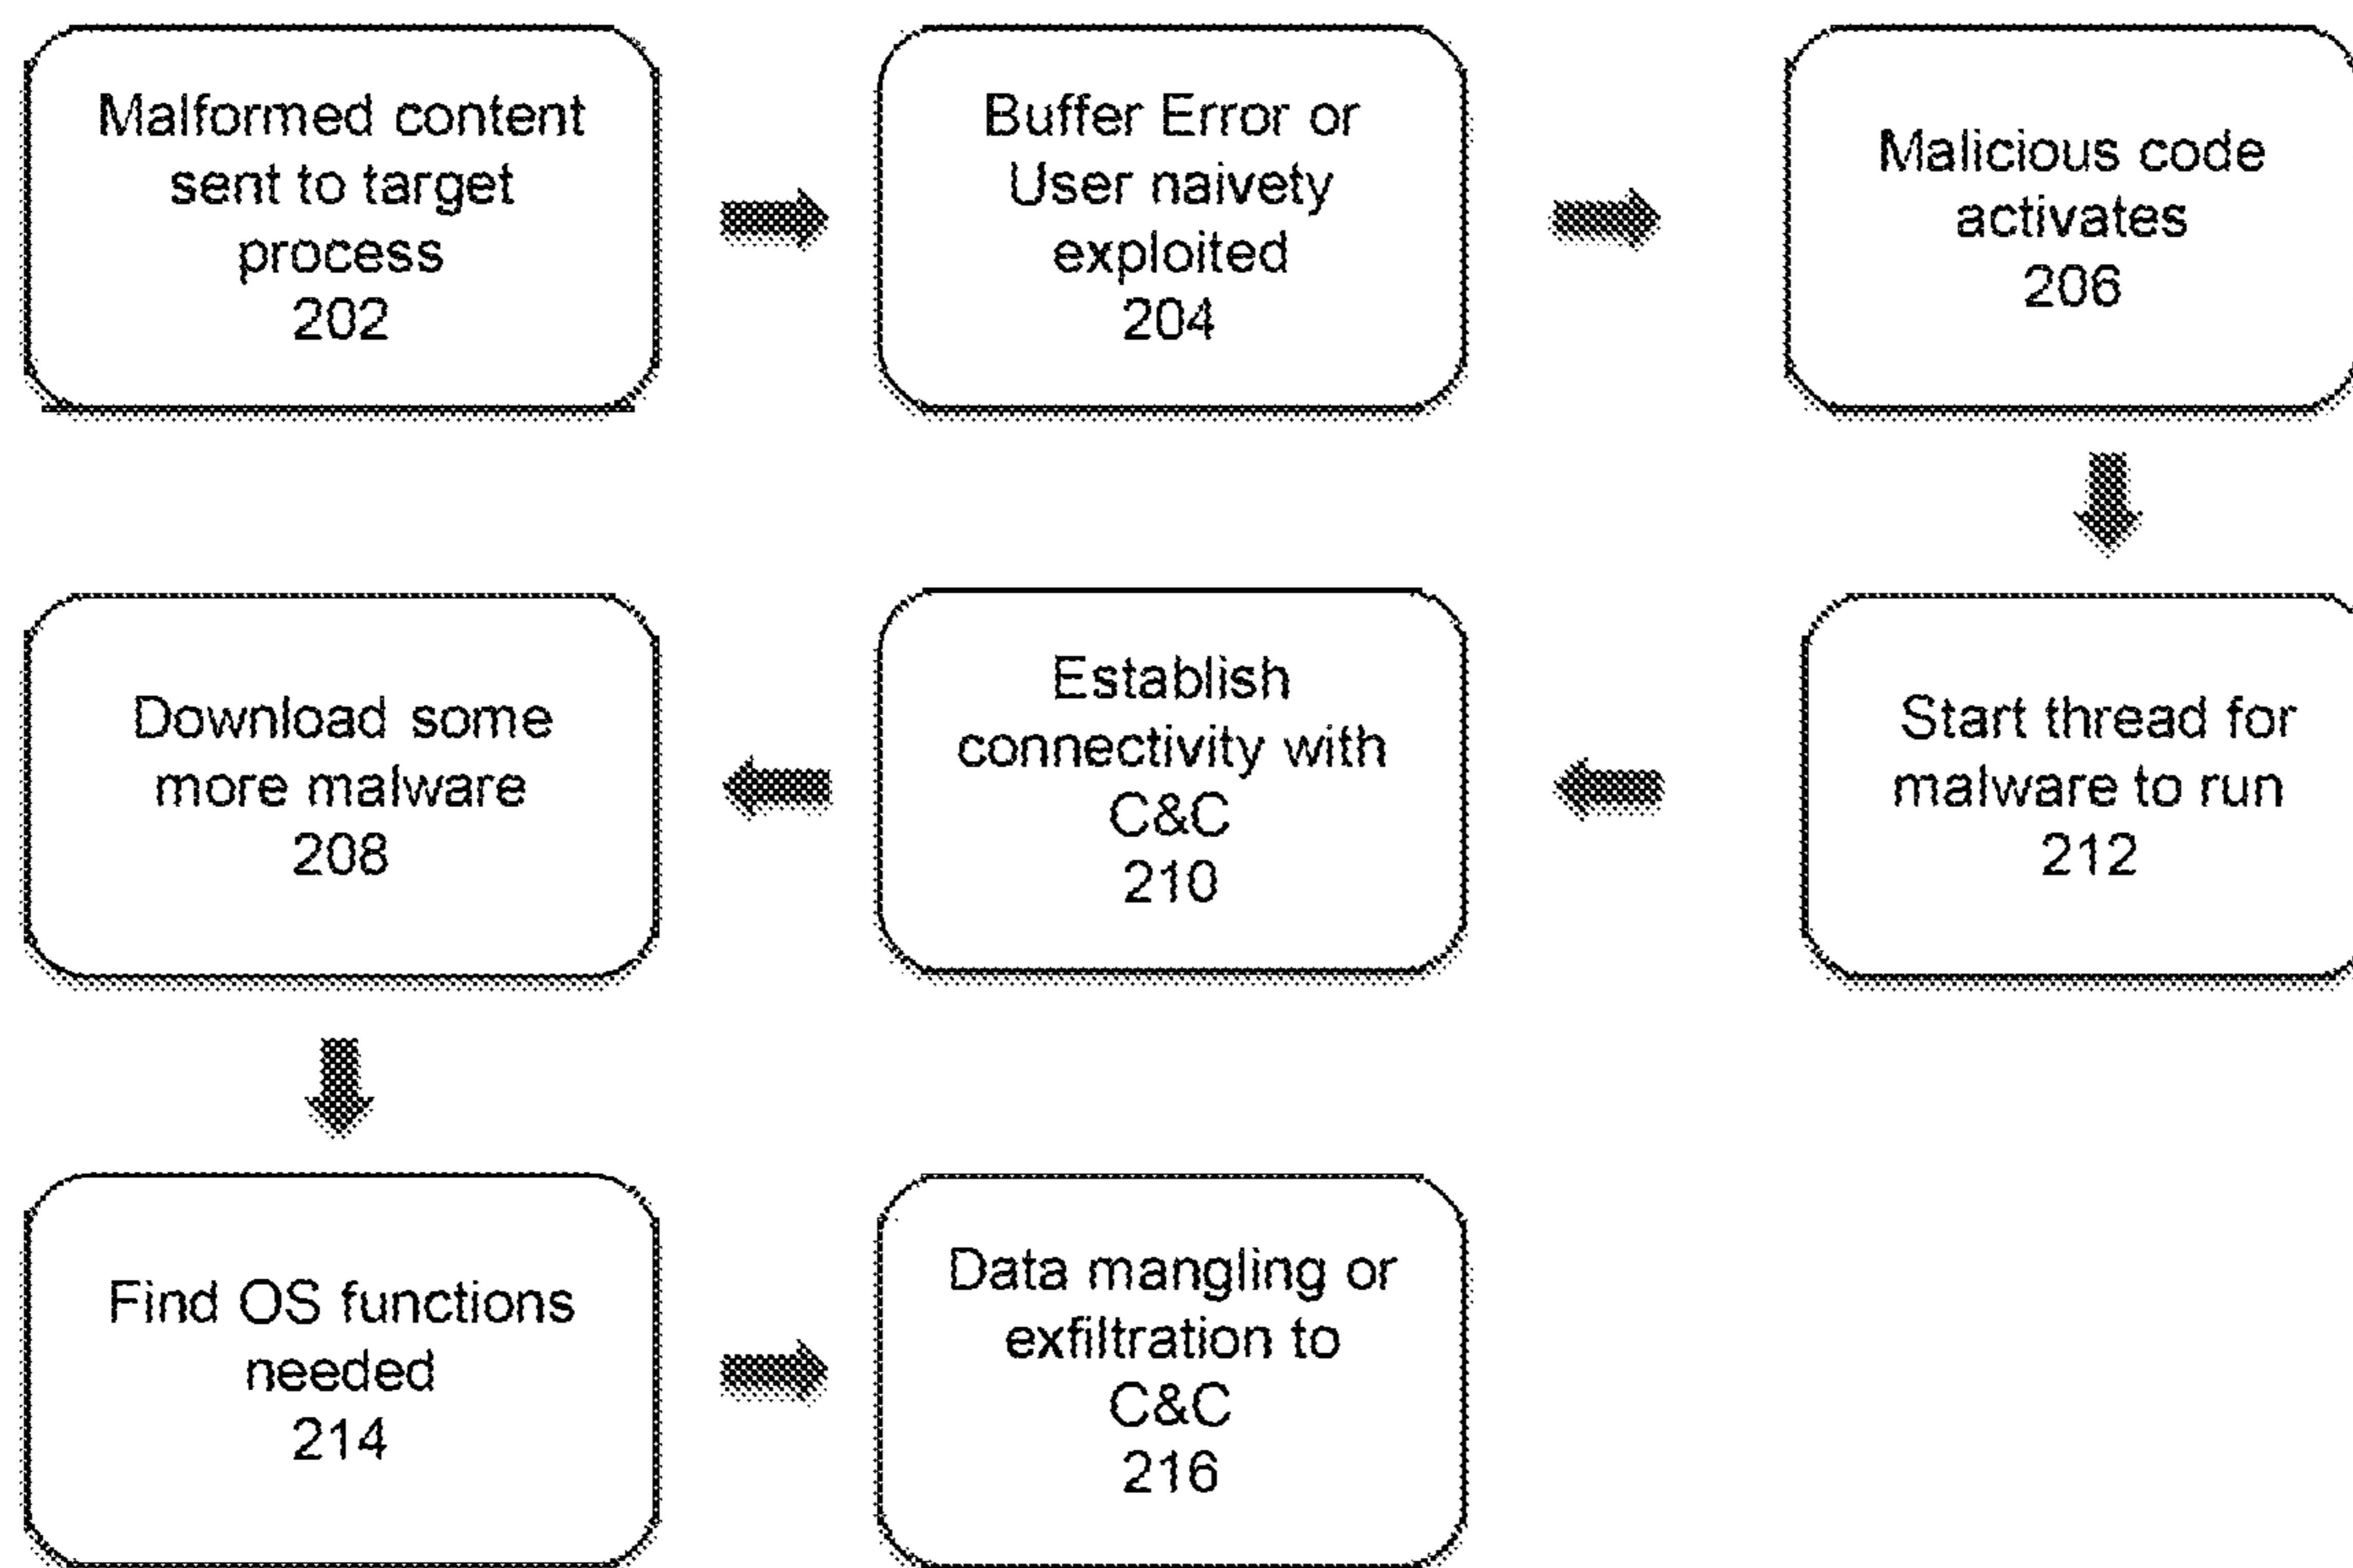 Malformed content
sent to target
process
202
Buffer Error or
User naivety
exploited
204
Malicious code
activates
206
Download some
more malware
208
Establish
connectivity with
C&C
210
Start thread for
malware to run
212
Find OS functions
needed
214
Data mangling or
exfiltration to
C&C
216